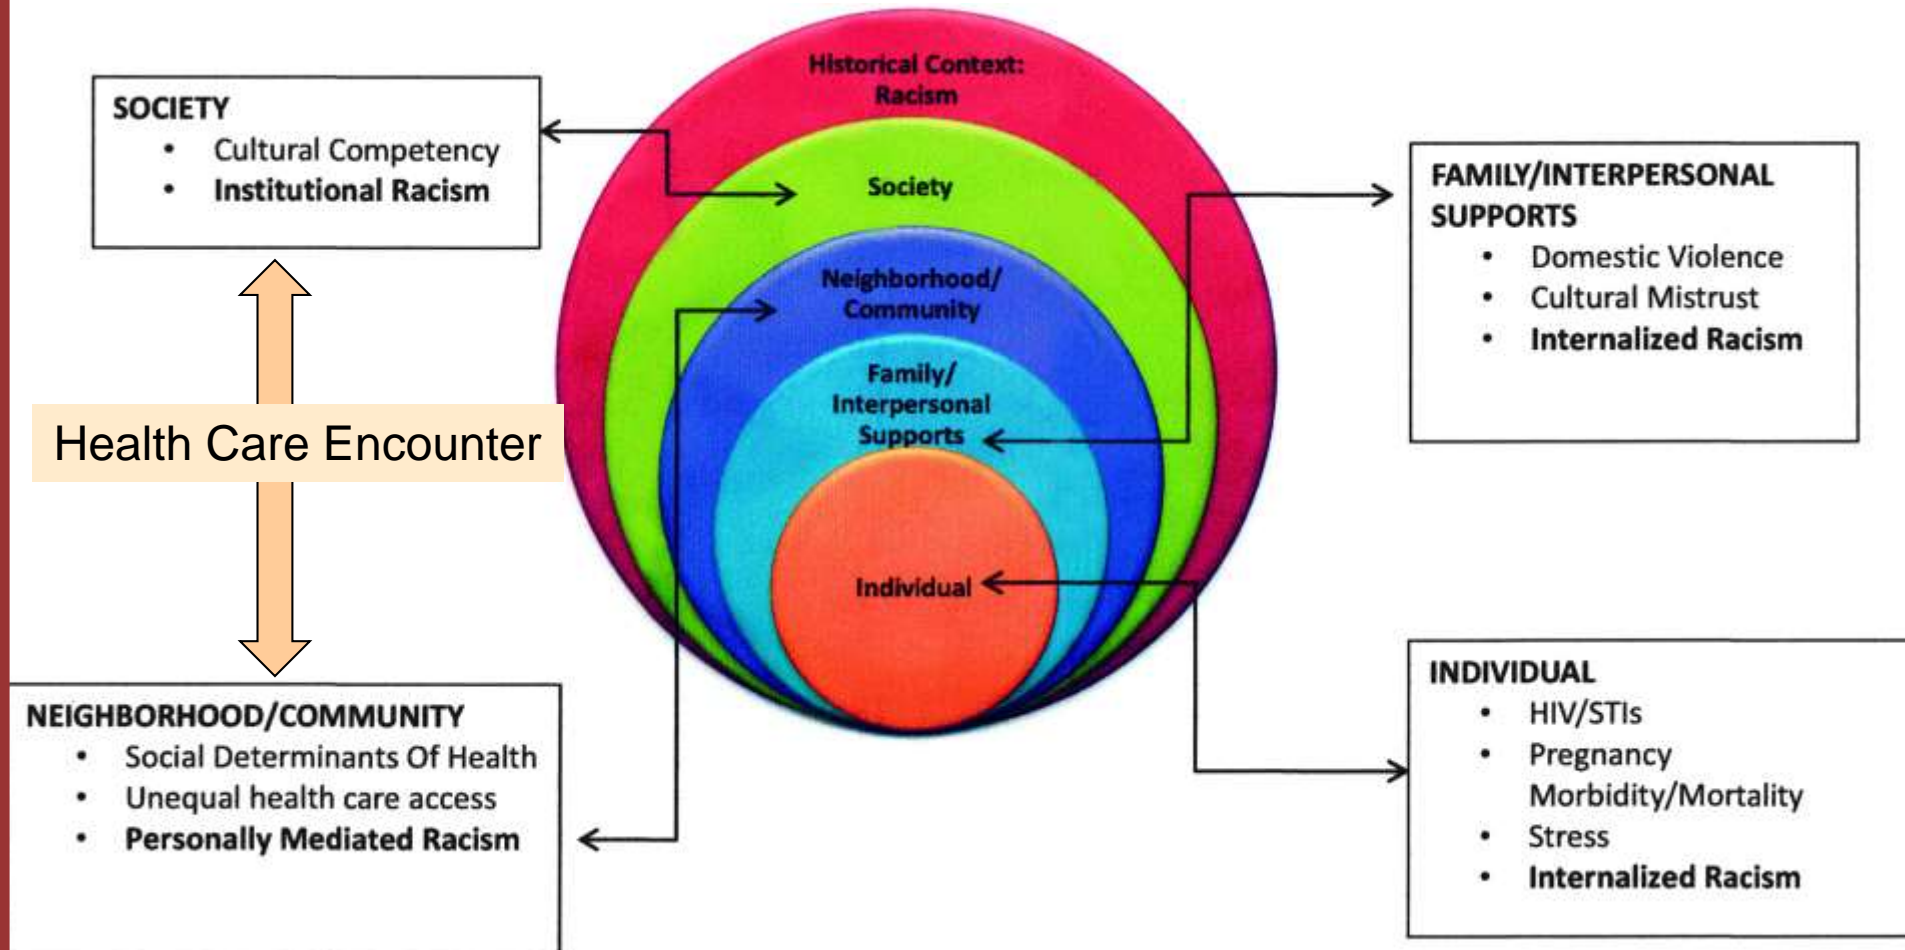 SOCIETY
• Cultural Competency
• Institutional Racism
Health Care Encounter
NEIGHBORHOOD/COMMUNITY
• Social Determinants Of Health
• Unequal health care access
• Personally Mediated Racism
Historical Context:
Racism
Society
Neighborhood/
Community
Family/
Interpersonal
Supports
Individual
FAMILY/INTERPERSONAL
SUPPORTS
• Domestic Violence
• Cultural Mistrust
• Internalized Racism
INDIVIDUAL
• HIV/STIs
• Pregnancy
Morbidity/Mortality
• Stress
• Internalized Racism